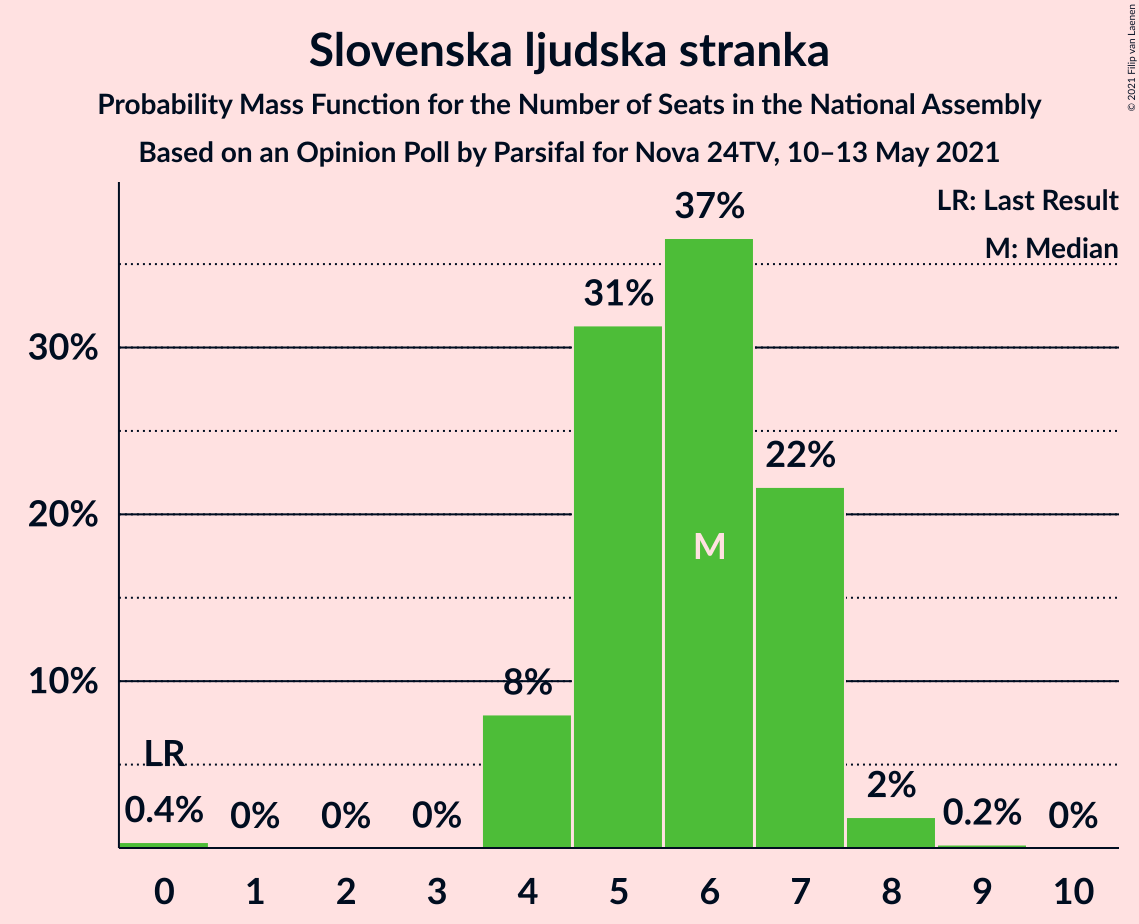 © 2021 Filip van Laenen
Slovenska ljudska stranka
Probability Mass Function for the Number of Seats in the National Assembly
Based on an Opinion Poll by Parsifal for Nova 24TV, 10–13 May 2021
LR: Last Result
M: Median
37%
31%
30%
22%
20%
M
10%
8%
LR
2%
0.4% 0% 0% 0% 0.2% 0%
0 1 2 3 4 5 6 7 8 9 10